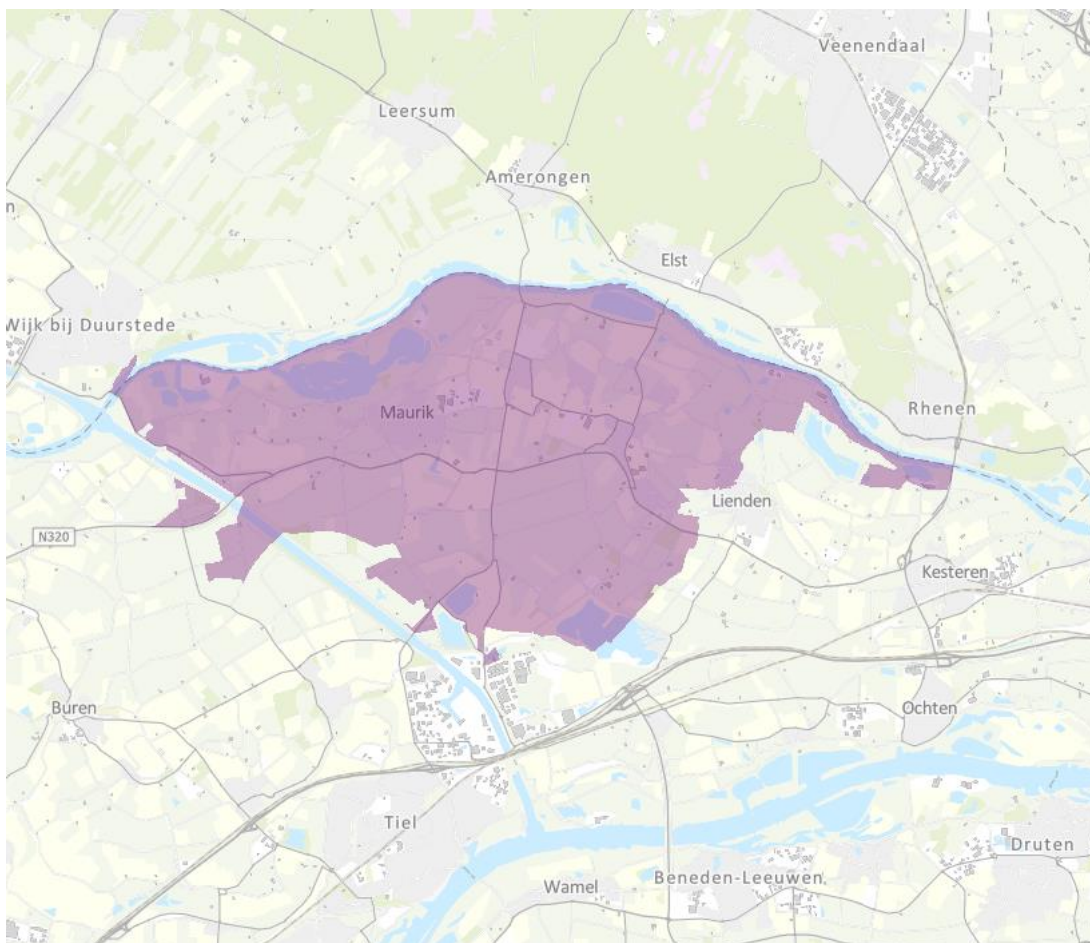 Veenendaal
Leersum
Amerongen
n
Elst
Wijk bij Duurstede
Maurik
Rhenen
Lienden
N320
Kesteren
Buren
Ochten
Tiel
Druten
Beneden-Leeuwen
Wamel